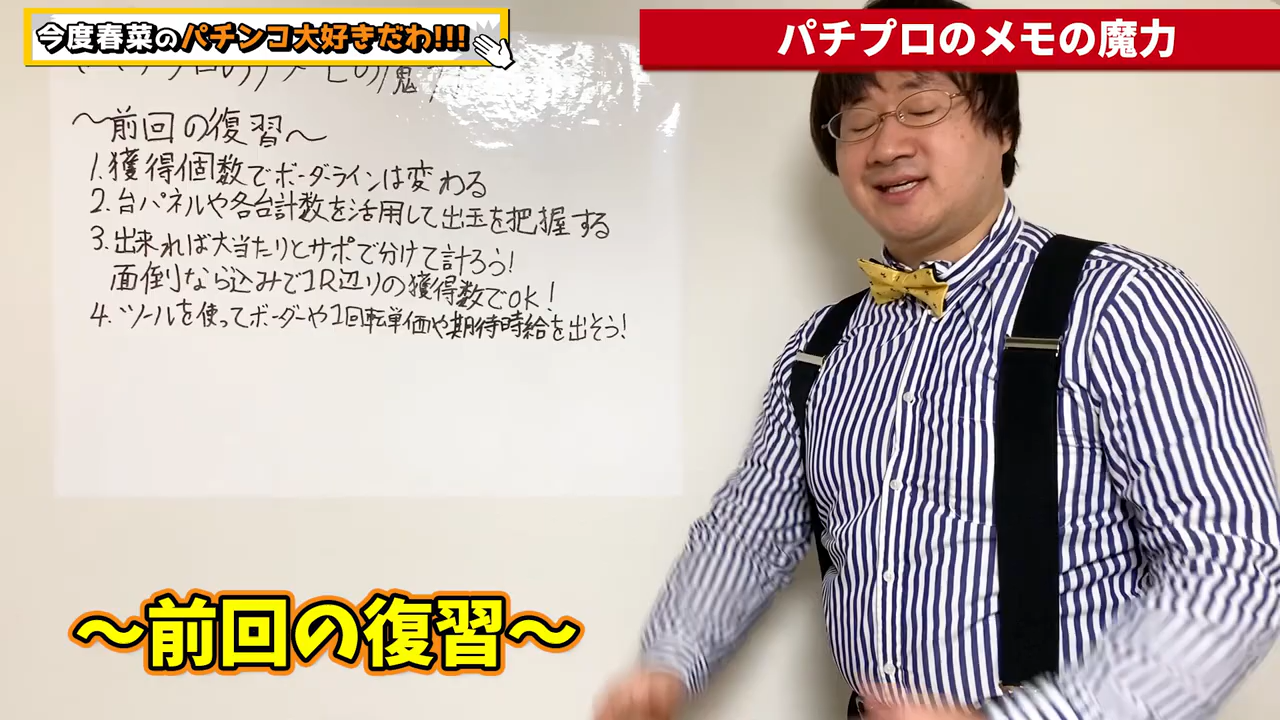 今度春菜のパチンコ大好きだわ!!!
パチプロのメモの魔力
〜前回の復習〜
1.獲得個数でボーダーラインは変わる
2.台パネルや各台計数を活用して出玉を把握する
3.出来れば大当たりとサポで分けて計ろう!
面倒なら込みで1R辺りの獲得数でOK!
4.ツールを使ってボーダーや1回転単価や期待時給を出そう!
〜前回の復習〜